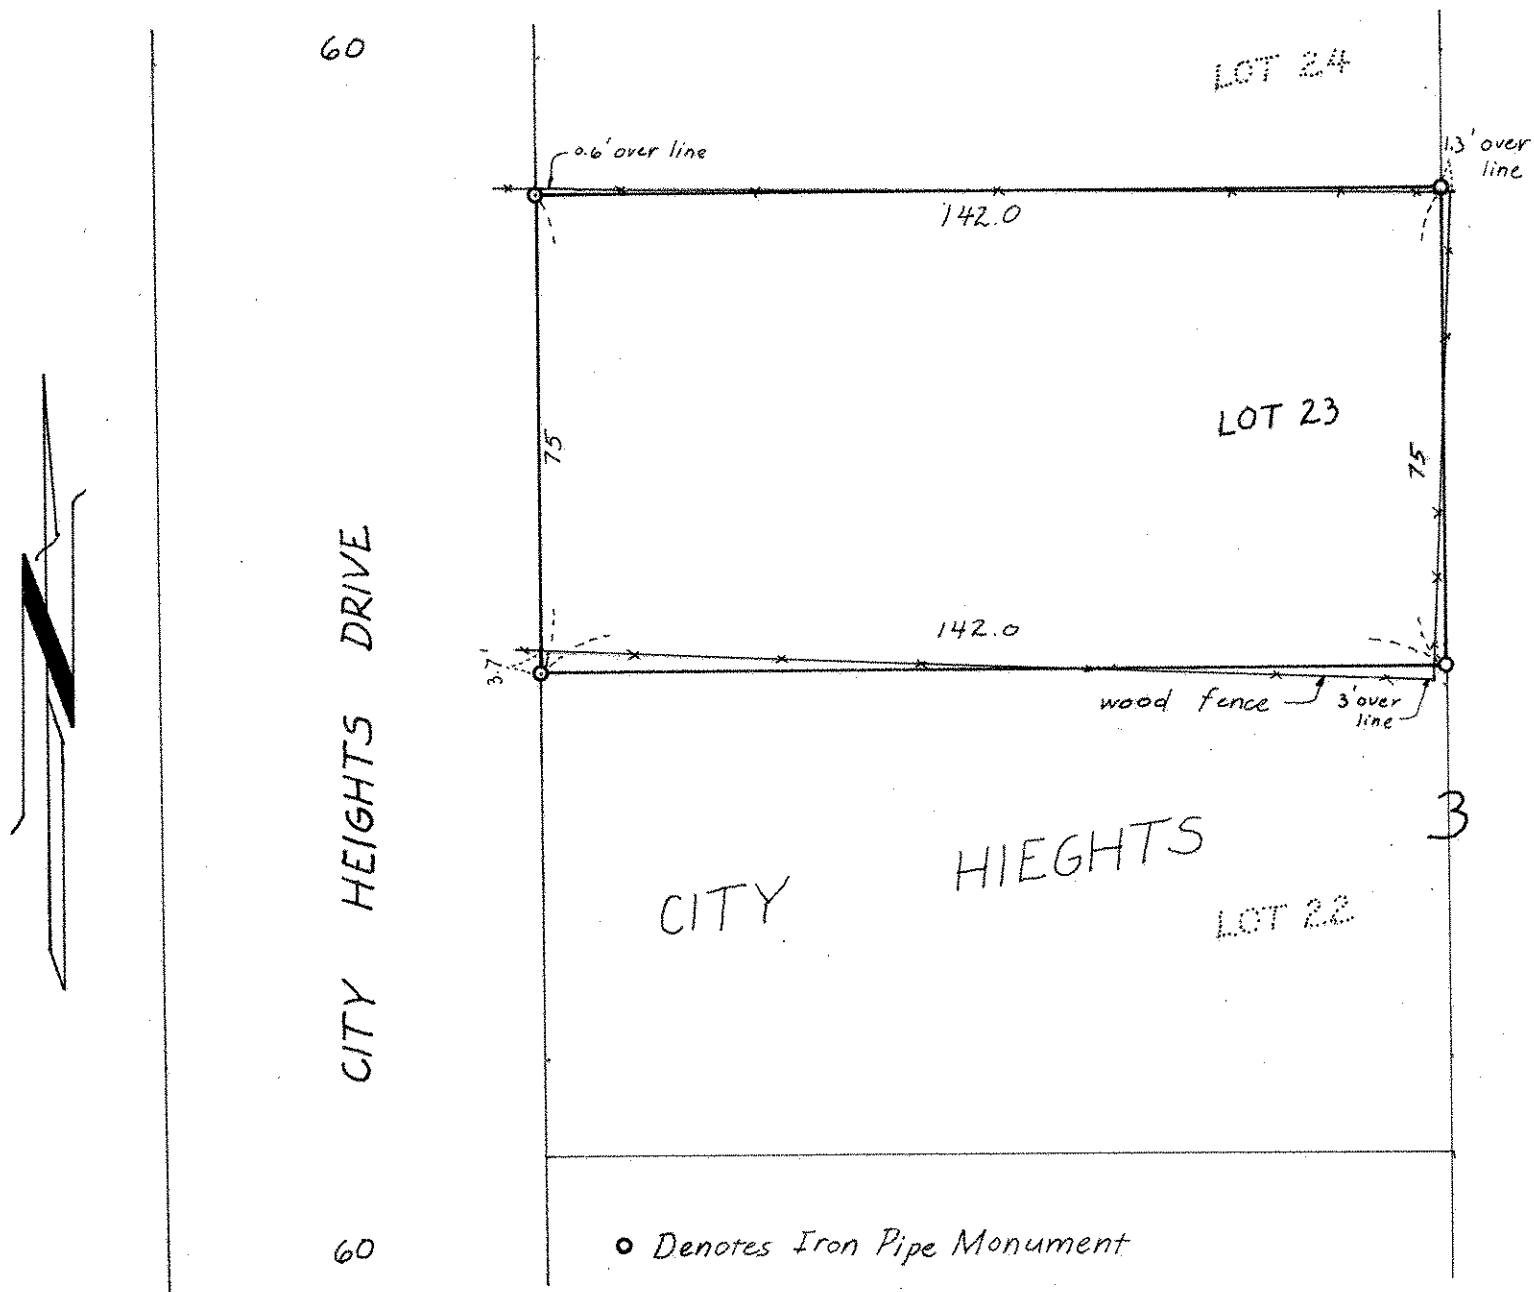 60
LOT 24
0.6' over line
1.3' over
line
142.0
LOT 23
75
75
CITY HEIGHTS DRIVE
142.0
3.7'
wood fence
3' over
line
3
CITY HIEGHTS
LOT 22
60
Denotes Iron Pipe Monument
N